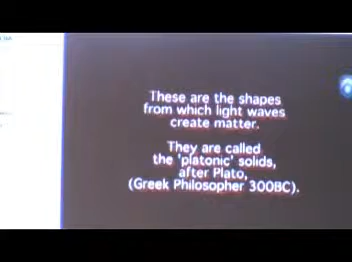 These are the shapes
from which light waves
create matter.
They are called
the 'platonic' solids,
after Plato,
(Greek Philosopher 300BC).